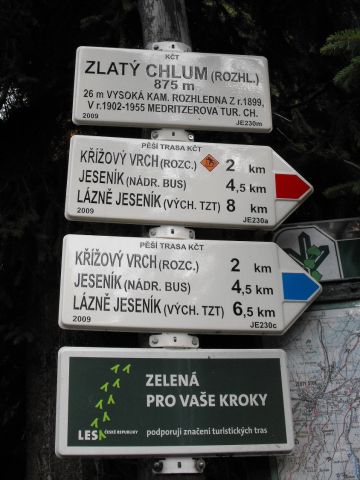 KČT
ZLATÝ CHLUM (ROZHL.)
875 m
26 m VYSOKÁ KAM. ROZHLEDNA Z r.1899,
V r.1902-1955 MEDRITZEROVA TUR. CH.
2009 JE230m
PĚŠÍ TRASA KČT
KŘÍŽOVÝ VRCH (ROZC.) 2 km
JESENÍK (NÁDR. BUS) 4,5 km
LÁZNĚ JESENÍK (VÝCH. TZT) 8 km
2009 JE230a
PĚŠÍ TRASA KČT
KŘÍŽOVÝ VRCH (ROZC.) 2 km
JESENÍK (NÁDR. BUS) 4,5 km
LÁZNĚ JESENÍK (VÝCH. TZT) 6,5 km
2009 JE230c
ZELENÁ
PRO VAŠE KROKY
LESY ČESKÉ REPUBLIKY
podporují značení turistických tras